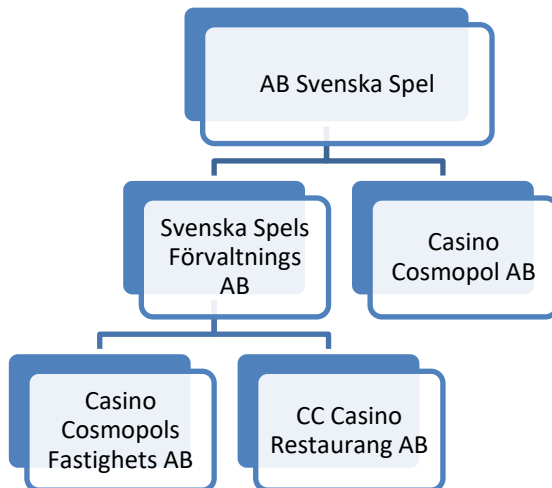 AB Svenska Spel
Svenska Spels
Förvaltnings
AB
Casino
Cosmopol AB
Casino
Cosmopols
Fastighets AB
CC Casino
Restaurang AB